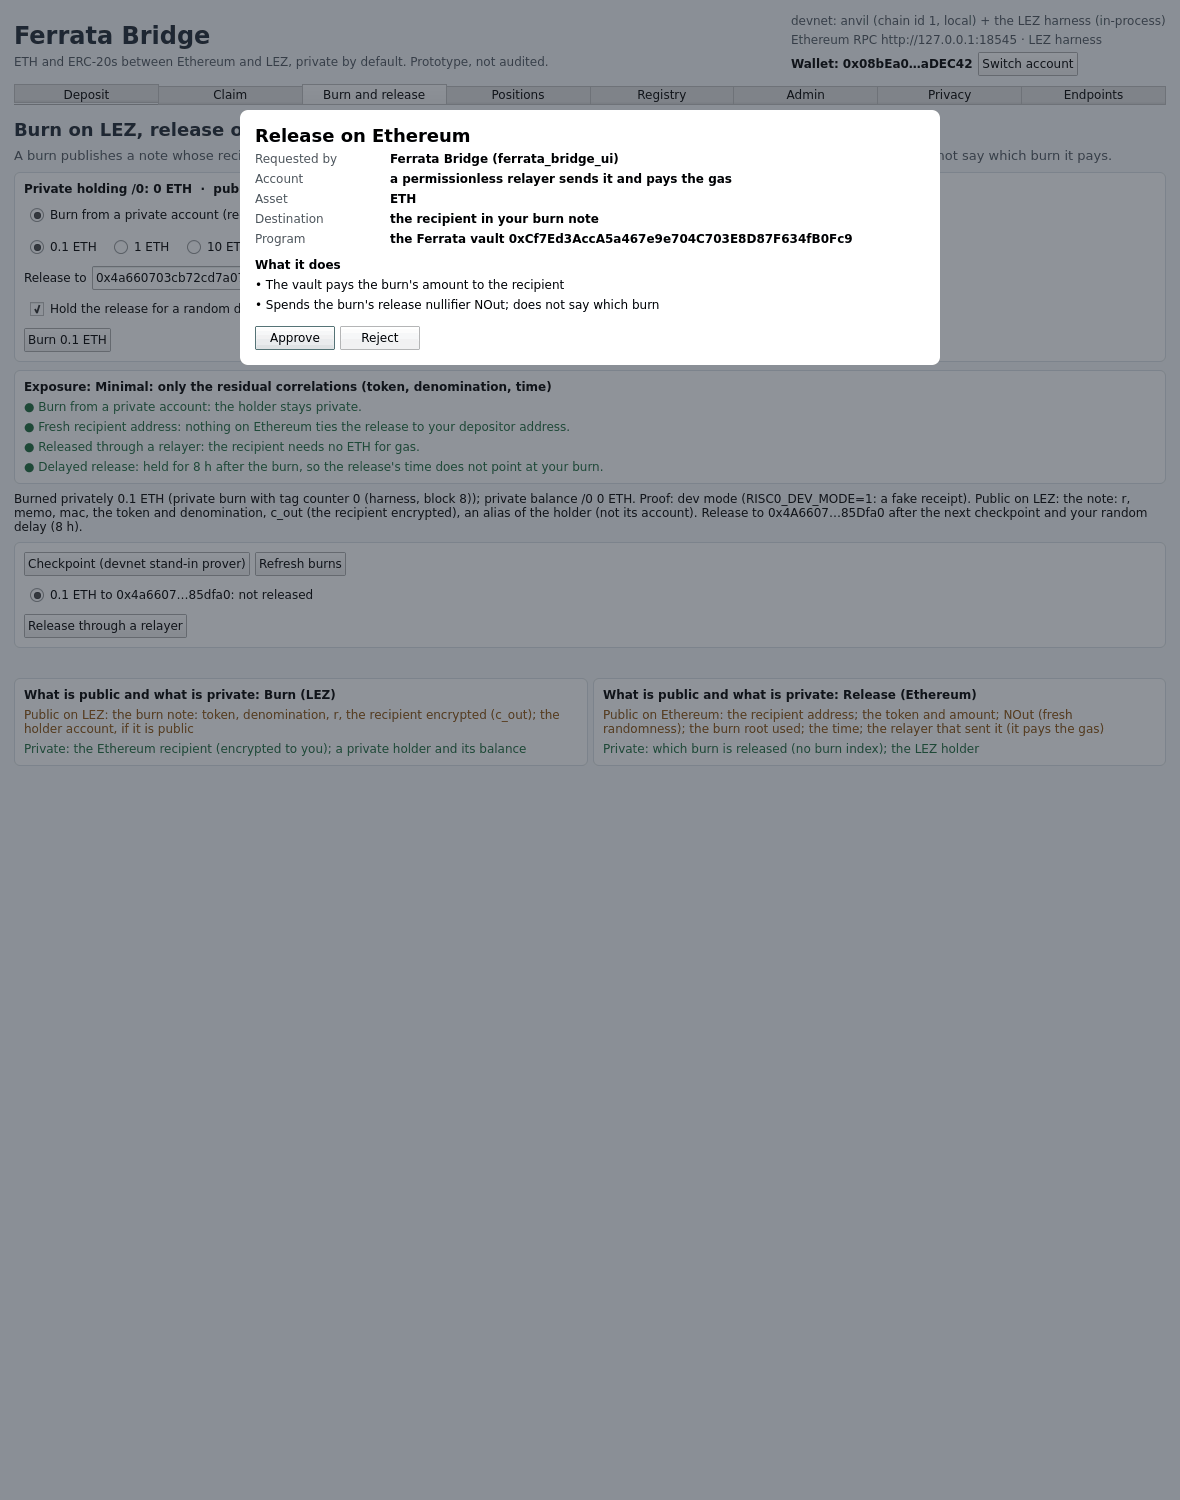 Ferrata Bridge
ETH and ERC-20s between Ethereum and LEZ, private by default. Prototype, not audited.
devnet: anvil (chain id 1, local) + the LEZ harness (in-process)
Ethereum RPC http://127.0.0.1:18545 · LEZ harness
Wallet: 0x08bEa0...aDEC42 Switch account
Deposit Claim Burn and release Positions Registry Admin Privacy Endpoints
Burn on LEZ, release o
A burn publishes a note whose reci
not say which burn it pays.
Release on Ethereum
Requested by Ferrata Bridge (ferrata_bridge_ui)
Account a permissionless relayer sends it and pays the gas
Asset ETH
Destination the recipient in your burn note
Program the Ferrata vault 0xCf7Ed3AccA5a467e9e704C703E8D87F634fB0Fc9
What it does
• The vault pays the burn's amount to the recipient
• Spends the burn's release nullifier NOut; does not say which burn
Approve Reject
Private holding /0: 0 ETH · pub
Burn from a private account (re
0.1 ETH 1 ETH 10 ET
Release to 0x4a660703cb72cd7a07
Hold the release for a random d
Burn 0.1 ETH
Exposure: Minimal: only the residual correlations (token, denomination, time)
● Burn from a private account: the holder stays private.
● Fresh recipient address: nothing on Ethereum ties the release to your depositor address.
● Released through a relayer: the recipient needs no ETH for gas.
● Delayed release: held for 8 h after the burn, so the release's time does not point at your burn.
Burned privately 0.1 ETH (private burn with tag counter 0 (harness, block 8)); private balance /0 0 ETH. Proof: dev mode (RISC0_DEV_MODE=1: a fake receipt). Public on LEZ: the note: r,
memo, mac, the token and denomination, c_out (the recipient encrypted), an alias of the holder (not its account). Release to 0x4A6607...85Dfa0 after the next checkpoint and your random
delay (8 h).
Checkpoint (devnet stand-in prover) Refresh burns
0.1 ETH to 0x4a6607...85dfa0: not released
Release through a relayer
What is public and what is private: Burn (LEZ)
Public on LEZ: the burn note: token, denomination, r, the recipient encrypted (c_out); the
holder account, if it is public
Private: the Ethereum recipient (encrypted to you); a private holder and its balance
What is public and what is private: Release (Ethereum)
Public on Ethereum: the recipient address; the token and amount; NOut (fresh
randomness); the burn root used; the time; the relayer that sent it (it pays the gas)
Private: which burn is released (no burn index); the LEZ holder